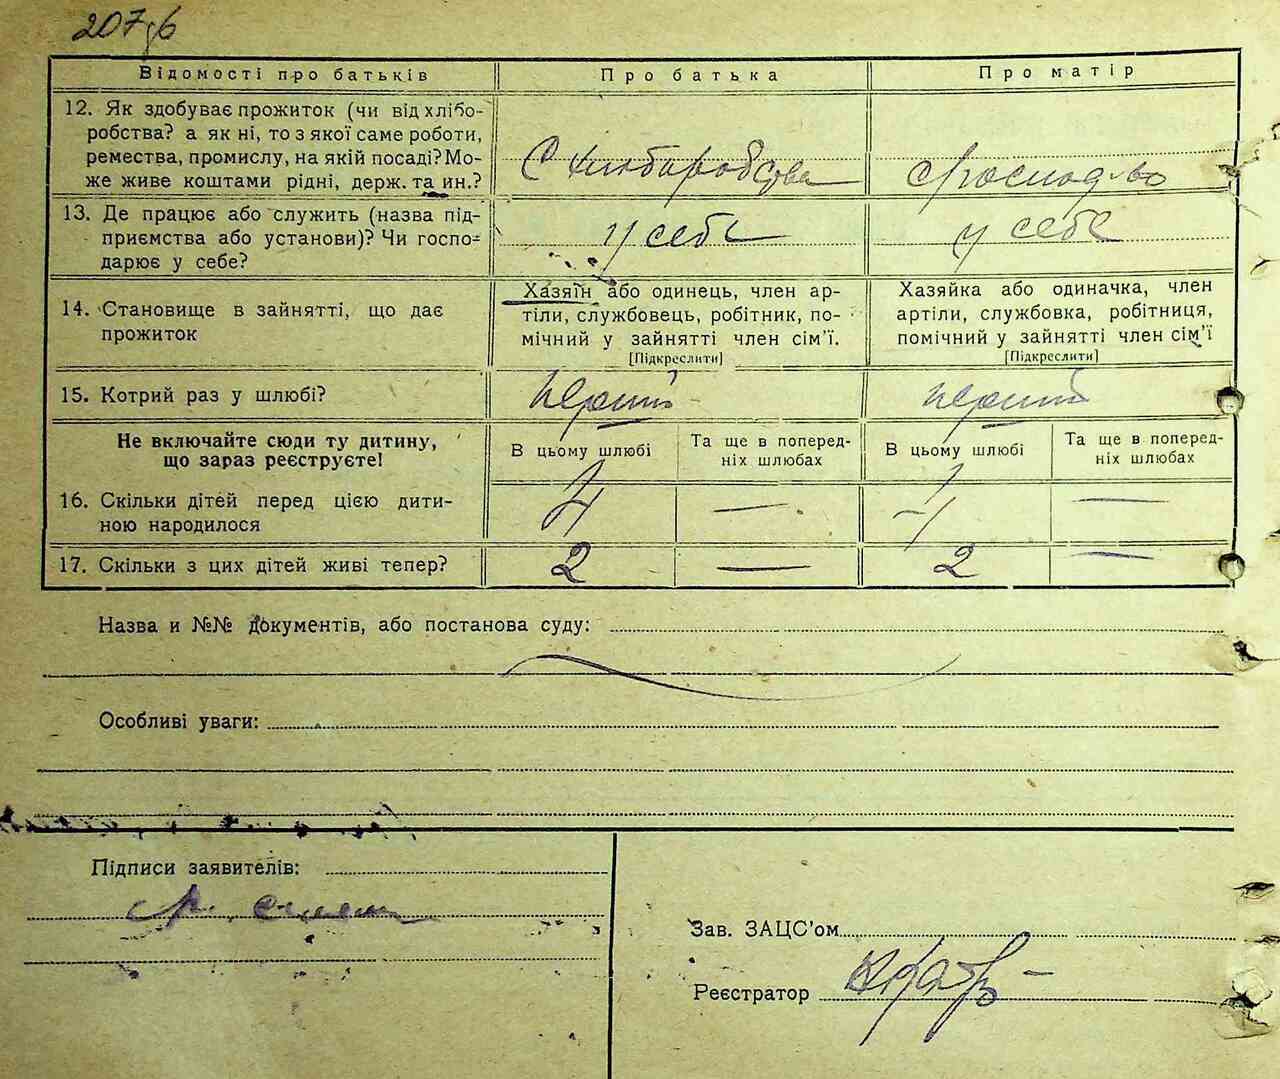 207
Відомості про батьків
Про батька
Про матір
12. Як здобуває прожиток (чи від хлібо-
робства? а як ні, то з якої саме роботи,
ремества, промислу, на якій посаді? Мо-
же живе коштами рідні, держ. та ин.?
С хлібаробсва
с господ-во
13. Де працює або служить (назва під-
приємства або установи)? Чи госпо-
дарює у себе?
у себе
у себе
14. Становище в зайнятті, що дає
прожиток
Хазяїн або одинець, член ар-
тіли, службовець, робітник, по-
мічний у зайнятті член сім'ї.
[Підкреслити]
Хазяйка або одиначка, член
артіли, службовка, робітниця,
помічний у зайнятті член сім'ї
[Підкреслити]
15. Котрий раз у шлюбі?
перший
перший
Не включайте сюди ту дитину,
що зараз реєструєте!
В цьому шлюбі
Та ще в поперед-
ніх шлюбах
В цьому шлюбі
Та ще в поперед-
ніх шлюбах
16. Скільки дітей перед цією дити-
ною народилося
4 — 4 —
17. Скільки з цих дітей живі тепер?
2 — 2 —
Назва и №№ документів, або постанова суду:
Особливі уваги:
Підписи заявителів:
Зав. ЗАЦС'ом
Реєстратор